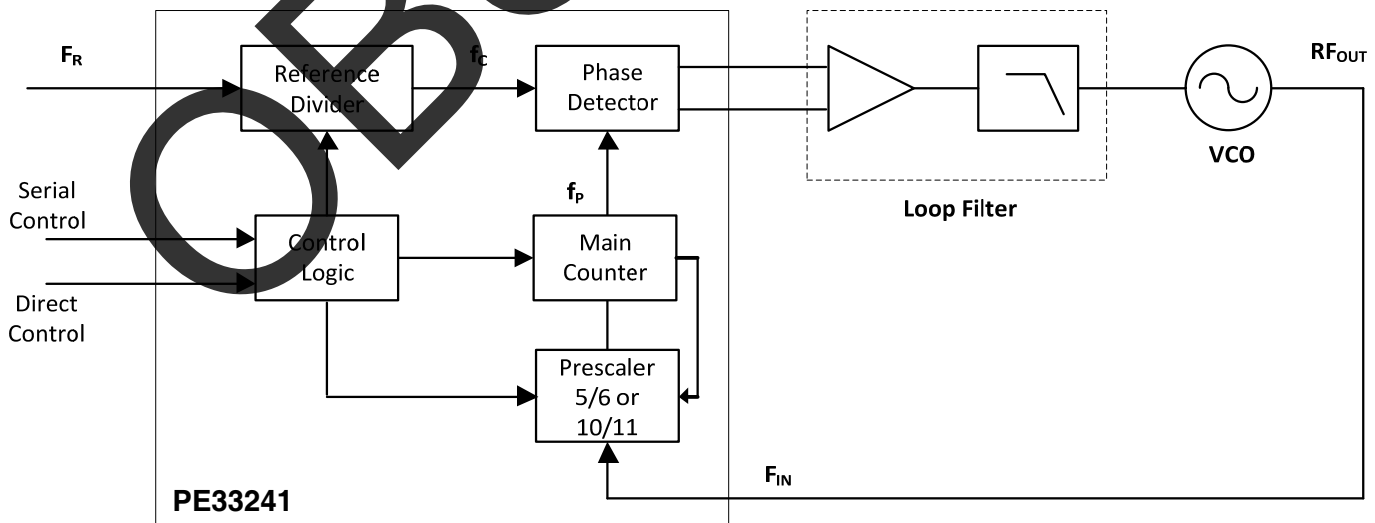 F_R
Reference
Divider
f_C
Phase
Detector
RF_OUT
VCO
Loop Filter
Serial
Control
Direct
Control
Control
Logic
f_P
Main
Counter
Prescaler
5/6 or
10/11
F_IN
PE33241
OB